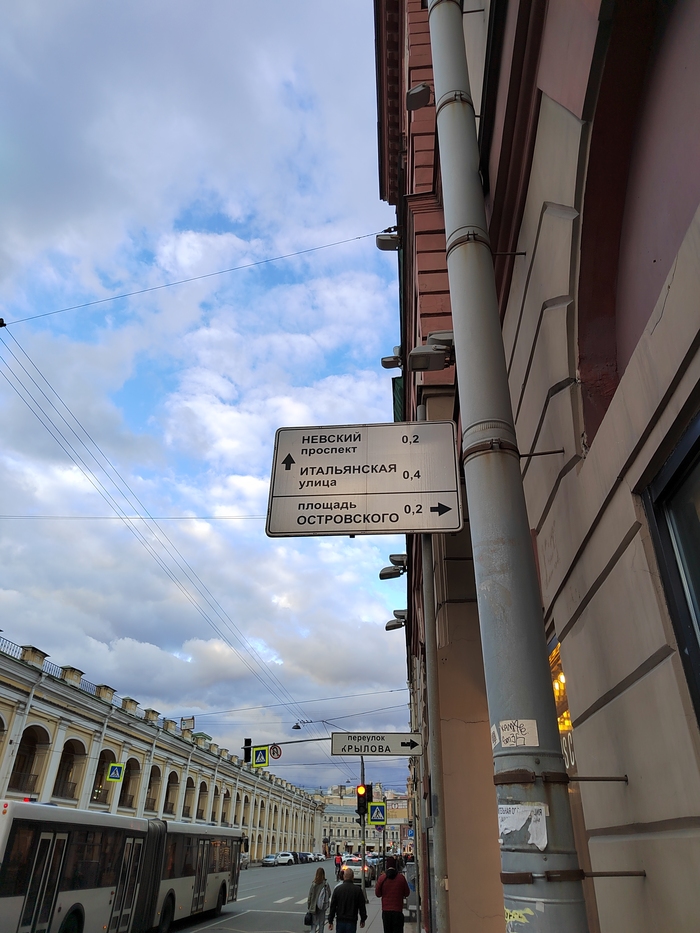 НЕВСКИЙ 0,2
проспект
ИТАЛЬЯНСКАЯ
улица 0,4
площадь 0,2
ОСТРОВСКОГО
переулок
КРЫЛОВА